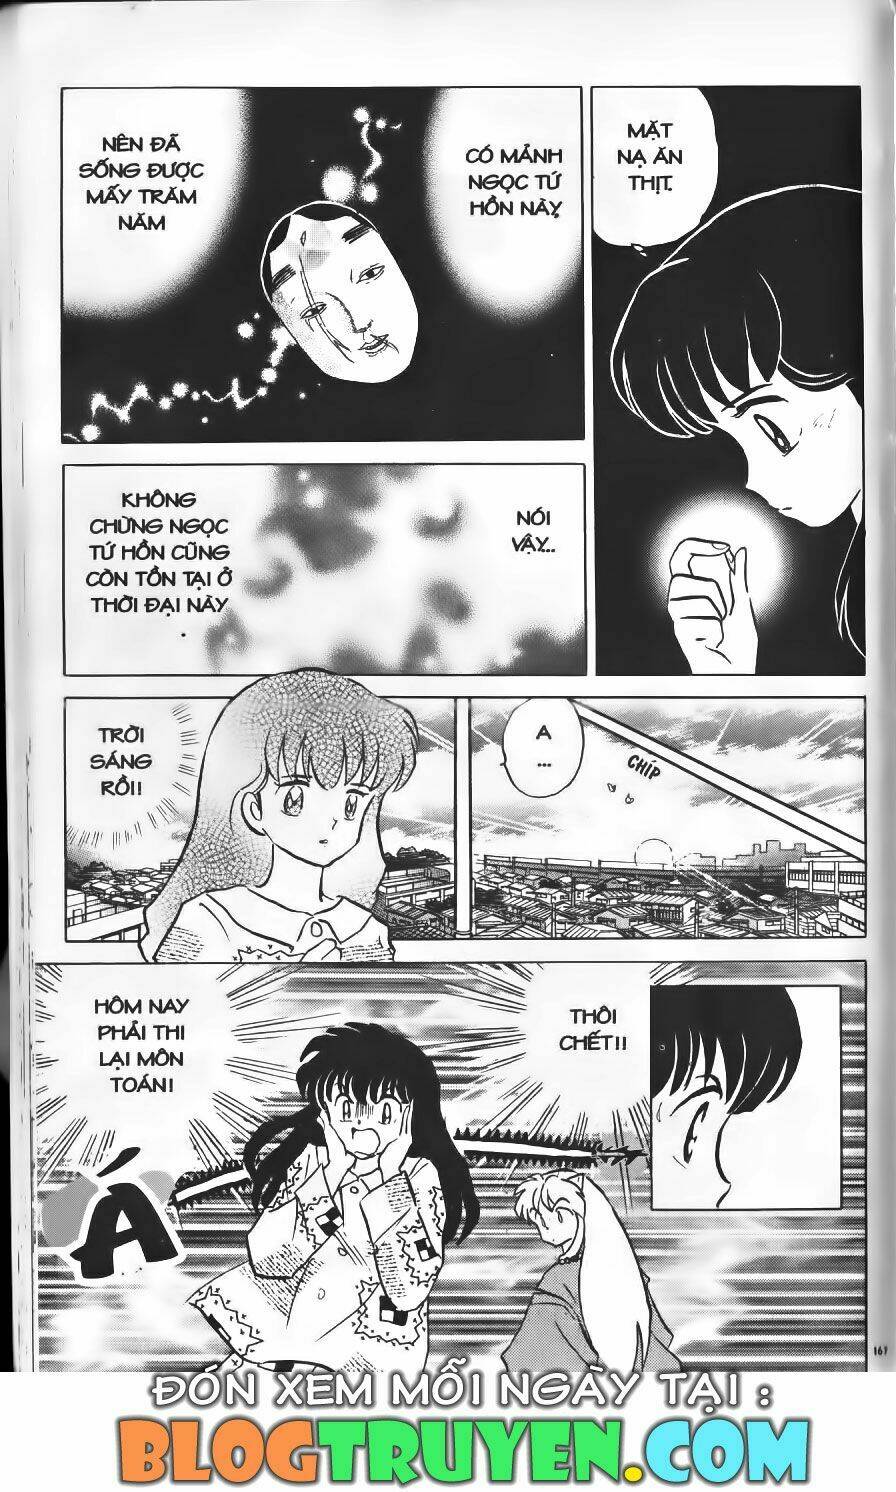 MẶT
NẠ ĂN
THỊT.
CÓ MẢNH
NGỌC TỨ
HỒN NÀY,
NÊN ĐÃ
SỐNG ĐƯỢC
MẤY TRĂM
NĂM
NÓI
VẬY...
KHÔNG
CHỪNG NGỌC
TỨ HỒN CŨNG
CÒN TỒN TẠI Ở
THỜI ĐẠI NÀY
A
...
CHÍP
TRỜI
SÁNG
RỒI!!
THÔI
CHẾT!!
HÔM NAY
PHẢI THI
LẠI MÔN
TOÁN!
Á
167
ĐÓN XEM MỖI NGÀY TẠI :
BLOGTRUYEN.COM